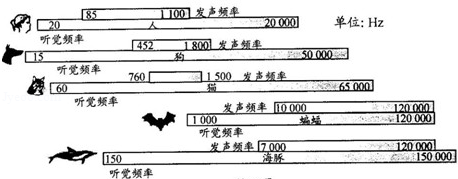 85 1 100 发声频率
20 人 20 000 单位: Hz
听觉频率 452 1 800 发声频率
15 狗 50 000
听觉频率 760 1 500 发声频率
60 猫 65 000
听觉频率 发声频率 10 000 120 000
1 000 蝙蝠 120 000
听觉频率
发声频率 7 000 120 000
150 海豚 150 000
听觉频率